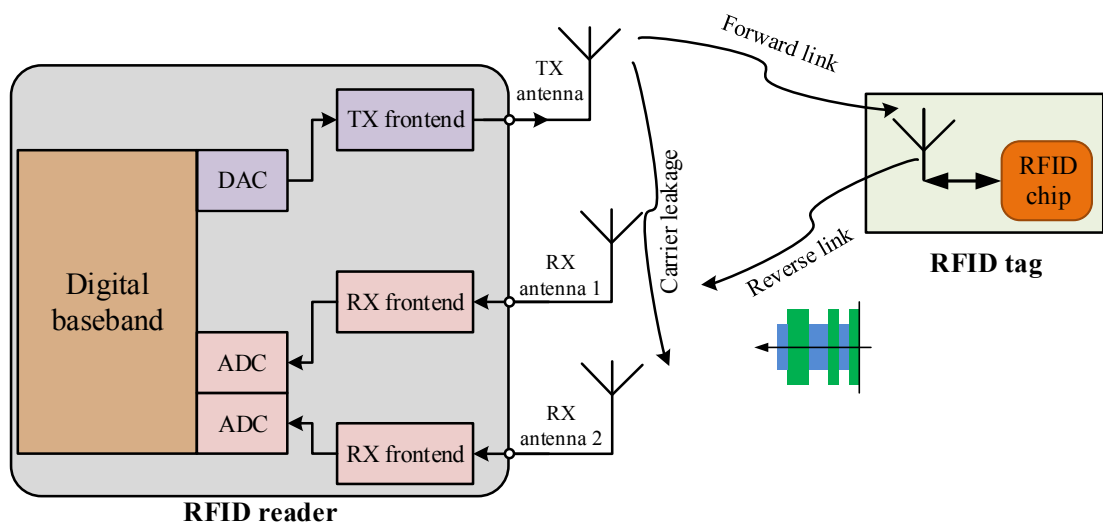 Forward link
TX
antenna
TX frontend
DAC
RFID
chip
RFID tag
Carrier leakage
Reverse link
RX
antenna 1
RX frontend
Digital
baseband
ADC
ADC
RX
antenna 2
RX frontend
RFID reader